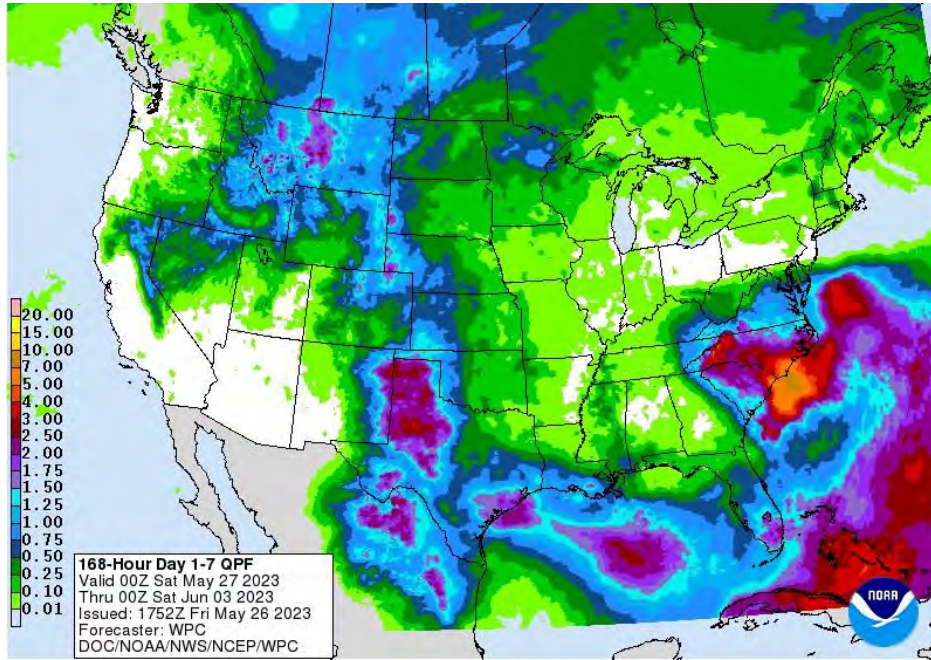 20.00
15.00
10.00
7.00
5.00
4.00
3.00
2.50
2.00
1.75
1.50
1.25
1.00
0.75
0.50
0.25
0.10
0.01
168-Hour Day 1-7 QPF
Valid 00Z Sat May 27 2023
Thru 00Z Sat Jun 03 2023
Issued: 1752Z Fri May 26 2023
Forecaster: WPC
DOC/NOAA/NWS/NCEP/WPC
NOAA